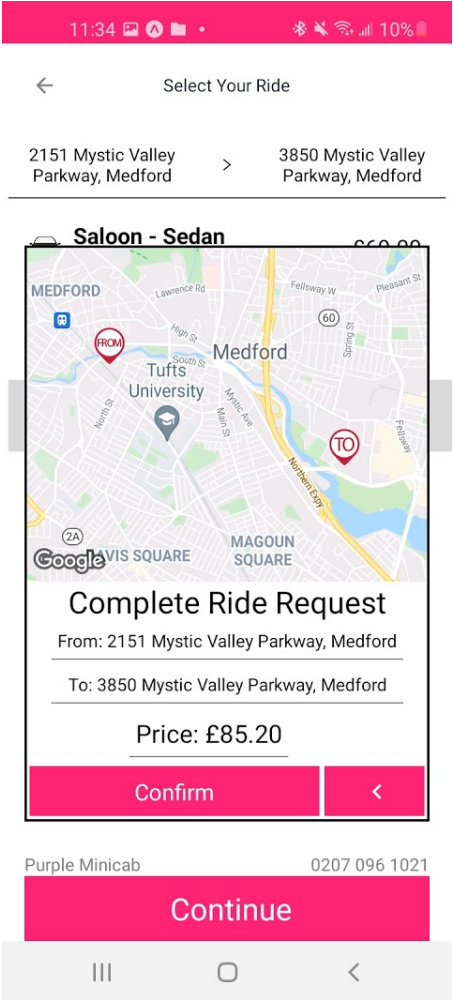 11:34
10%
Select Your Ride
2151 Mystic Valley
Parkway, Medford
>
3850 Mystic Valley
Parkway, Medford
Saloon - Sedan
MEDFORD
Lawrence Rd
Fellsway W
Pleasant St
60
Spring St
FROM
High St
Medford
South St
Tufts
University
North St
Main St
Mystic Ave
TO
Fellsway
Northern Expy
2A
Google
AVIS SQUARE
MAGOUN
SQUARE
Complete Ride Request
From: 2151 Mystic Valley Parkway, Medford
To: 3850 Mystic Valley Parkway, Medford
Price: £85.20
Confirm
<
Purple Minicab
0207 096 1021
Continue